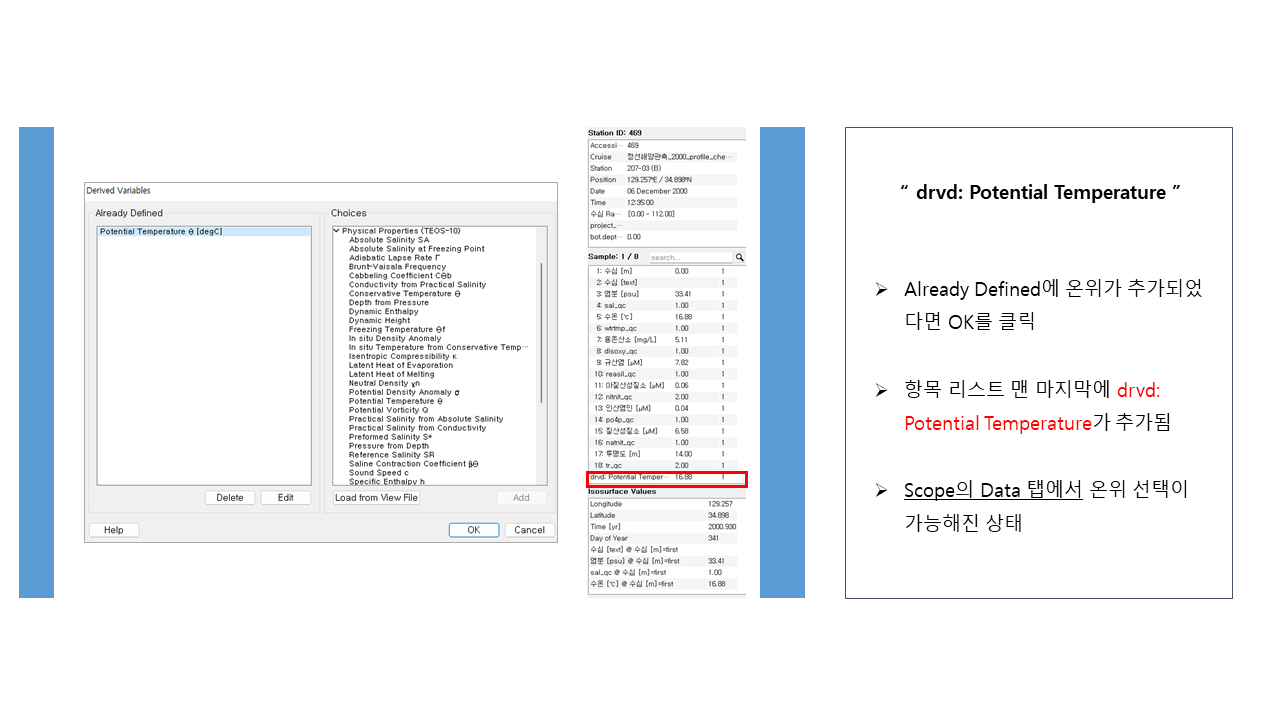 Derived Variables
Already Defined
Potential Temperature Θ [degC]
Delete
Edit
Choices
Physical Properties (TEOS-10)
Absolute Salinity SA
Absolute Salinity at Freezing Point
Adiabatic Lapse Rate Γ
Brunt-Vaisala Frequency
Cabbeling Coefficient CΘb
Conductivity from Practical Salinity
Conservative Temperature Θ
Depth from Pressure
Dynamic Enthalpy
Dynamic Height
Freezing Temperature Θf
In situ Density Anomaly
In situ Temperature from Conservative Temp…
Isentropic Compressibility κ
Latent Heat of Evaporation
Latent Heat of Melting
Neutral Density γn
Potential Density Anomaly σ
Potential Temperature Θ
Potential Vorticity Q
Practical Salinity from Absolute Salinity
Practical Salinity from Conductivity
Preformed Salinity S*
Pressure from Depth
Reference Salinity SR
Saline Contraction Coefficient βΘ
Sound Speed c
Specific Enthalpy h
Load from View File
Add
Help
OK
Cancel
Station ID: 469
Accessi… 469
Cruise 정선해양관측_2000_profile_che…
Station 207-03 (B)
Position 129.257°E / 34.898°N
Date 06 December 2000
Time 12:35:00
수심 Ra… [0.00 - 112.00]
project_…
bot.dept… 0.00
Sample: 1 / 8 search...
1: 수심 [m] 0.00 1
2: 수심 [text] 1
3: 염분 [psu] 33.41 1
4: sal_qc 1.00 1
5: 수온 [℃] 16.88 1
6: wtrtmp_qc 1.00 1
7: 용존산소 [mg/L] 5.11 1
8: disoxy_qc 1.00 1
9: 규산염 [μM] 7.82 1
10: reasil_qc 1.00 1
11: 아질산성질소 [μM] 0.06 1
12: nitnit_qc 2.00 1
13: 인산염인 [μM] 0.04 1
14: po4p_qc 1.00 1
15: 질산성질소 [μM] 6.58 1
16: natnit_qc 1.00 1
17: 투명도 [m] 14.00 1
18: tr_qc 2.00 1
drvd: Potential Temper… 16.88 1
Isosurface Values
Longitude 129.257
Latitude 34.898
Time [yr] 2000.930
Day of Year 341
수심 [text] @ 수심 [m]=first
염분 [psu] @ 수심 [m]=first 33.41
sal_qc @ 수심 [m]=first 1.00
수온 [℃] @ 수심 [m]=first 16.88
“ drvd: Potential Temperature ”
➢ Already Defined에 온위가 추가되었
다면 OK를 클릭
➢ 항목 리스트 맨 마지막에 drvd:
Potential Temperature가 추가됨
➢ Scope의 Data 탭에서 온위 선택이
가능해진 상태